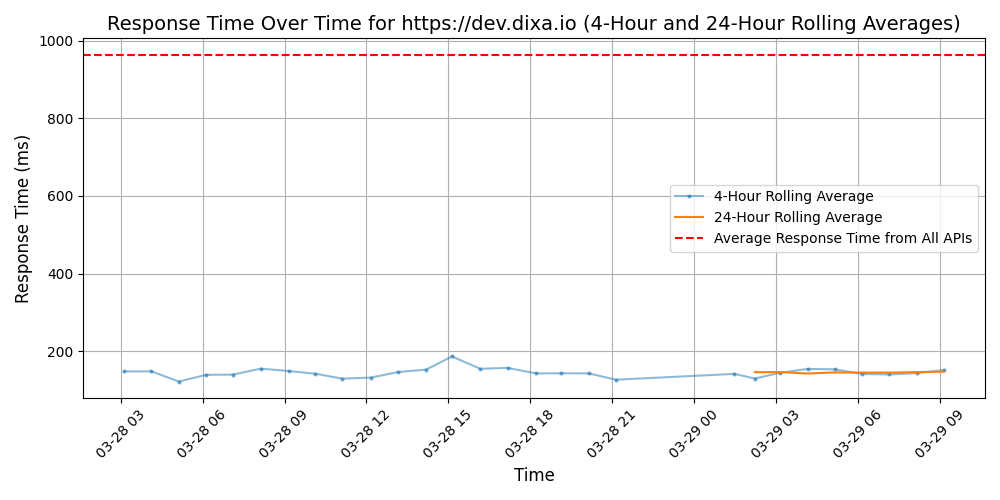 Response Time Over Time for https://dev.dixa.io (4-Hour and 24-Hour Rolling Averages)
Response Time (ms)
1000
800
600
400
200
4-Hour Rolling Average
24-Hour Rolling Average
Average Response Time from All APIs
03-28 03
03-28 06
03-28 09
03-28 12
03-28 15
03-28 18
03-28 21
03-29 00
03-29 03
03-29 06
03-29 09
Time